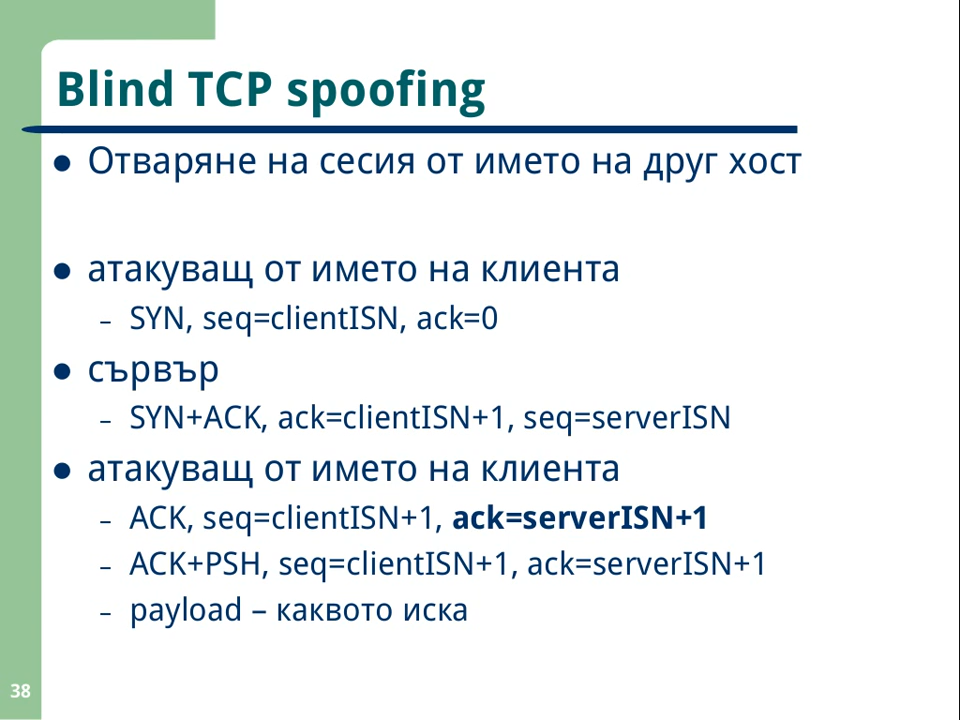 Blind TCP spoofing
● Отваряне на сесия от името на друг хост
● атакуващ от името на клиента
– SYN, seq=clientISN, ack=0
● сървър
– SYN+ACK, ack=clientISN+1, seq=serverISN
● атакуващ от името на клиента
– ACK, seq=clientISN+1, ack=serverISN+1
– ACK+PSH, seq=clientISN+1, ack=serverISN+1
– payload – каквото иска
38